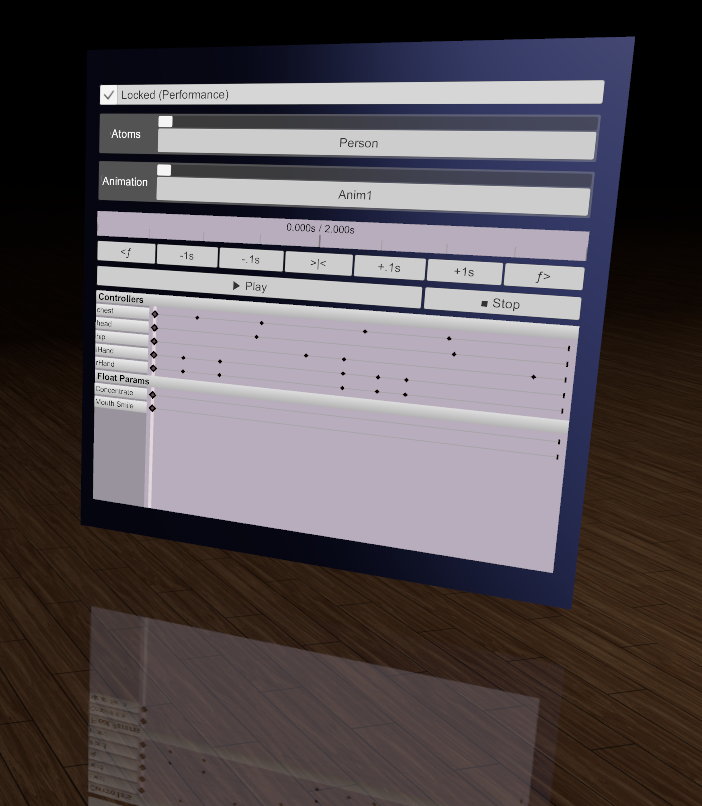 Locked (Performance)
Atoms
Person
Animation
Anim1
0.000s / 2.000s
<ƒ -1s -.1s >|< +.1s +1s ƒ>
Play Stop
Controllers
chest
head
hip
lHand
rHand
Float Params
Concentrate
Mouth Smile